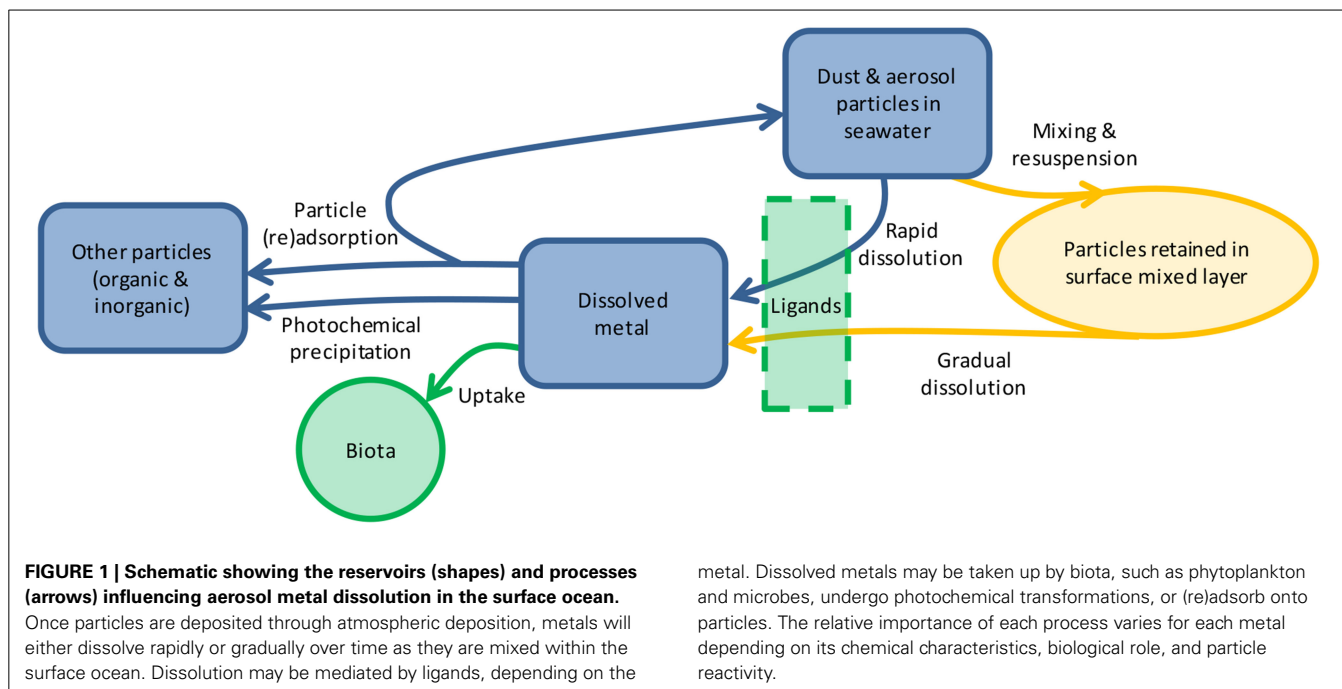 Dust & aerosol
particles in
seawater
Mixing &
resuspension
Particle
(re)adsorption
Other particles
(organic &
inorganic)
Rapid
dissolution
Particles retained in
surface mixed layer
Dissolved
metal
Ligands
Photochemical
precipitation
Gradual
dissolution
Uptake
Biota
FIGURE 1 | Schematic showing the reservoirs (shapes) and processes
(arrows) influencing aerosol metal dissolution in the surface ocean.
Once particles are deposited through atmospheric deposition, metals will
either dissolve rapidly or gradually over time as they are mixed within the
surface ocean. Dissolution may be mediated by ligands, depending on the
metal. Dissolved metals may be taken up by biota, such as phytoplankton
and microbes, undergo photochemical transformations, or (re)adsorb onto
particles. The relative importance of each process varies for each metal
depending on its chemical characteristics, biological role, and particle
reactivity.